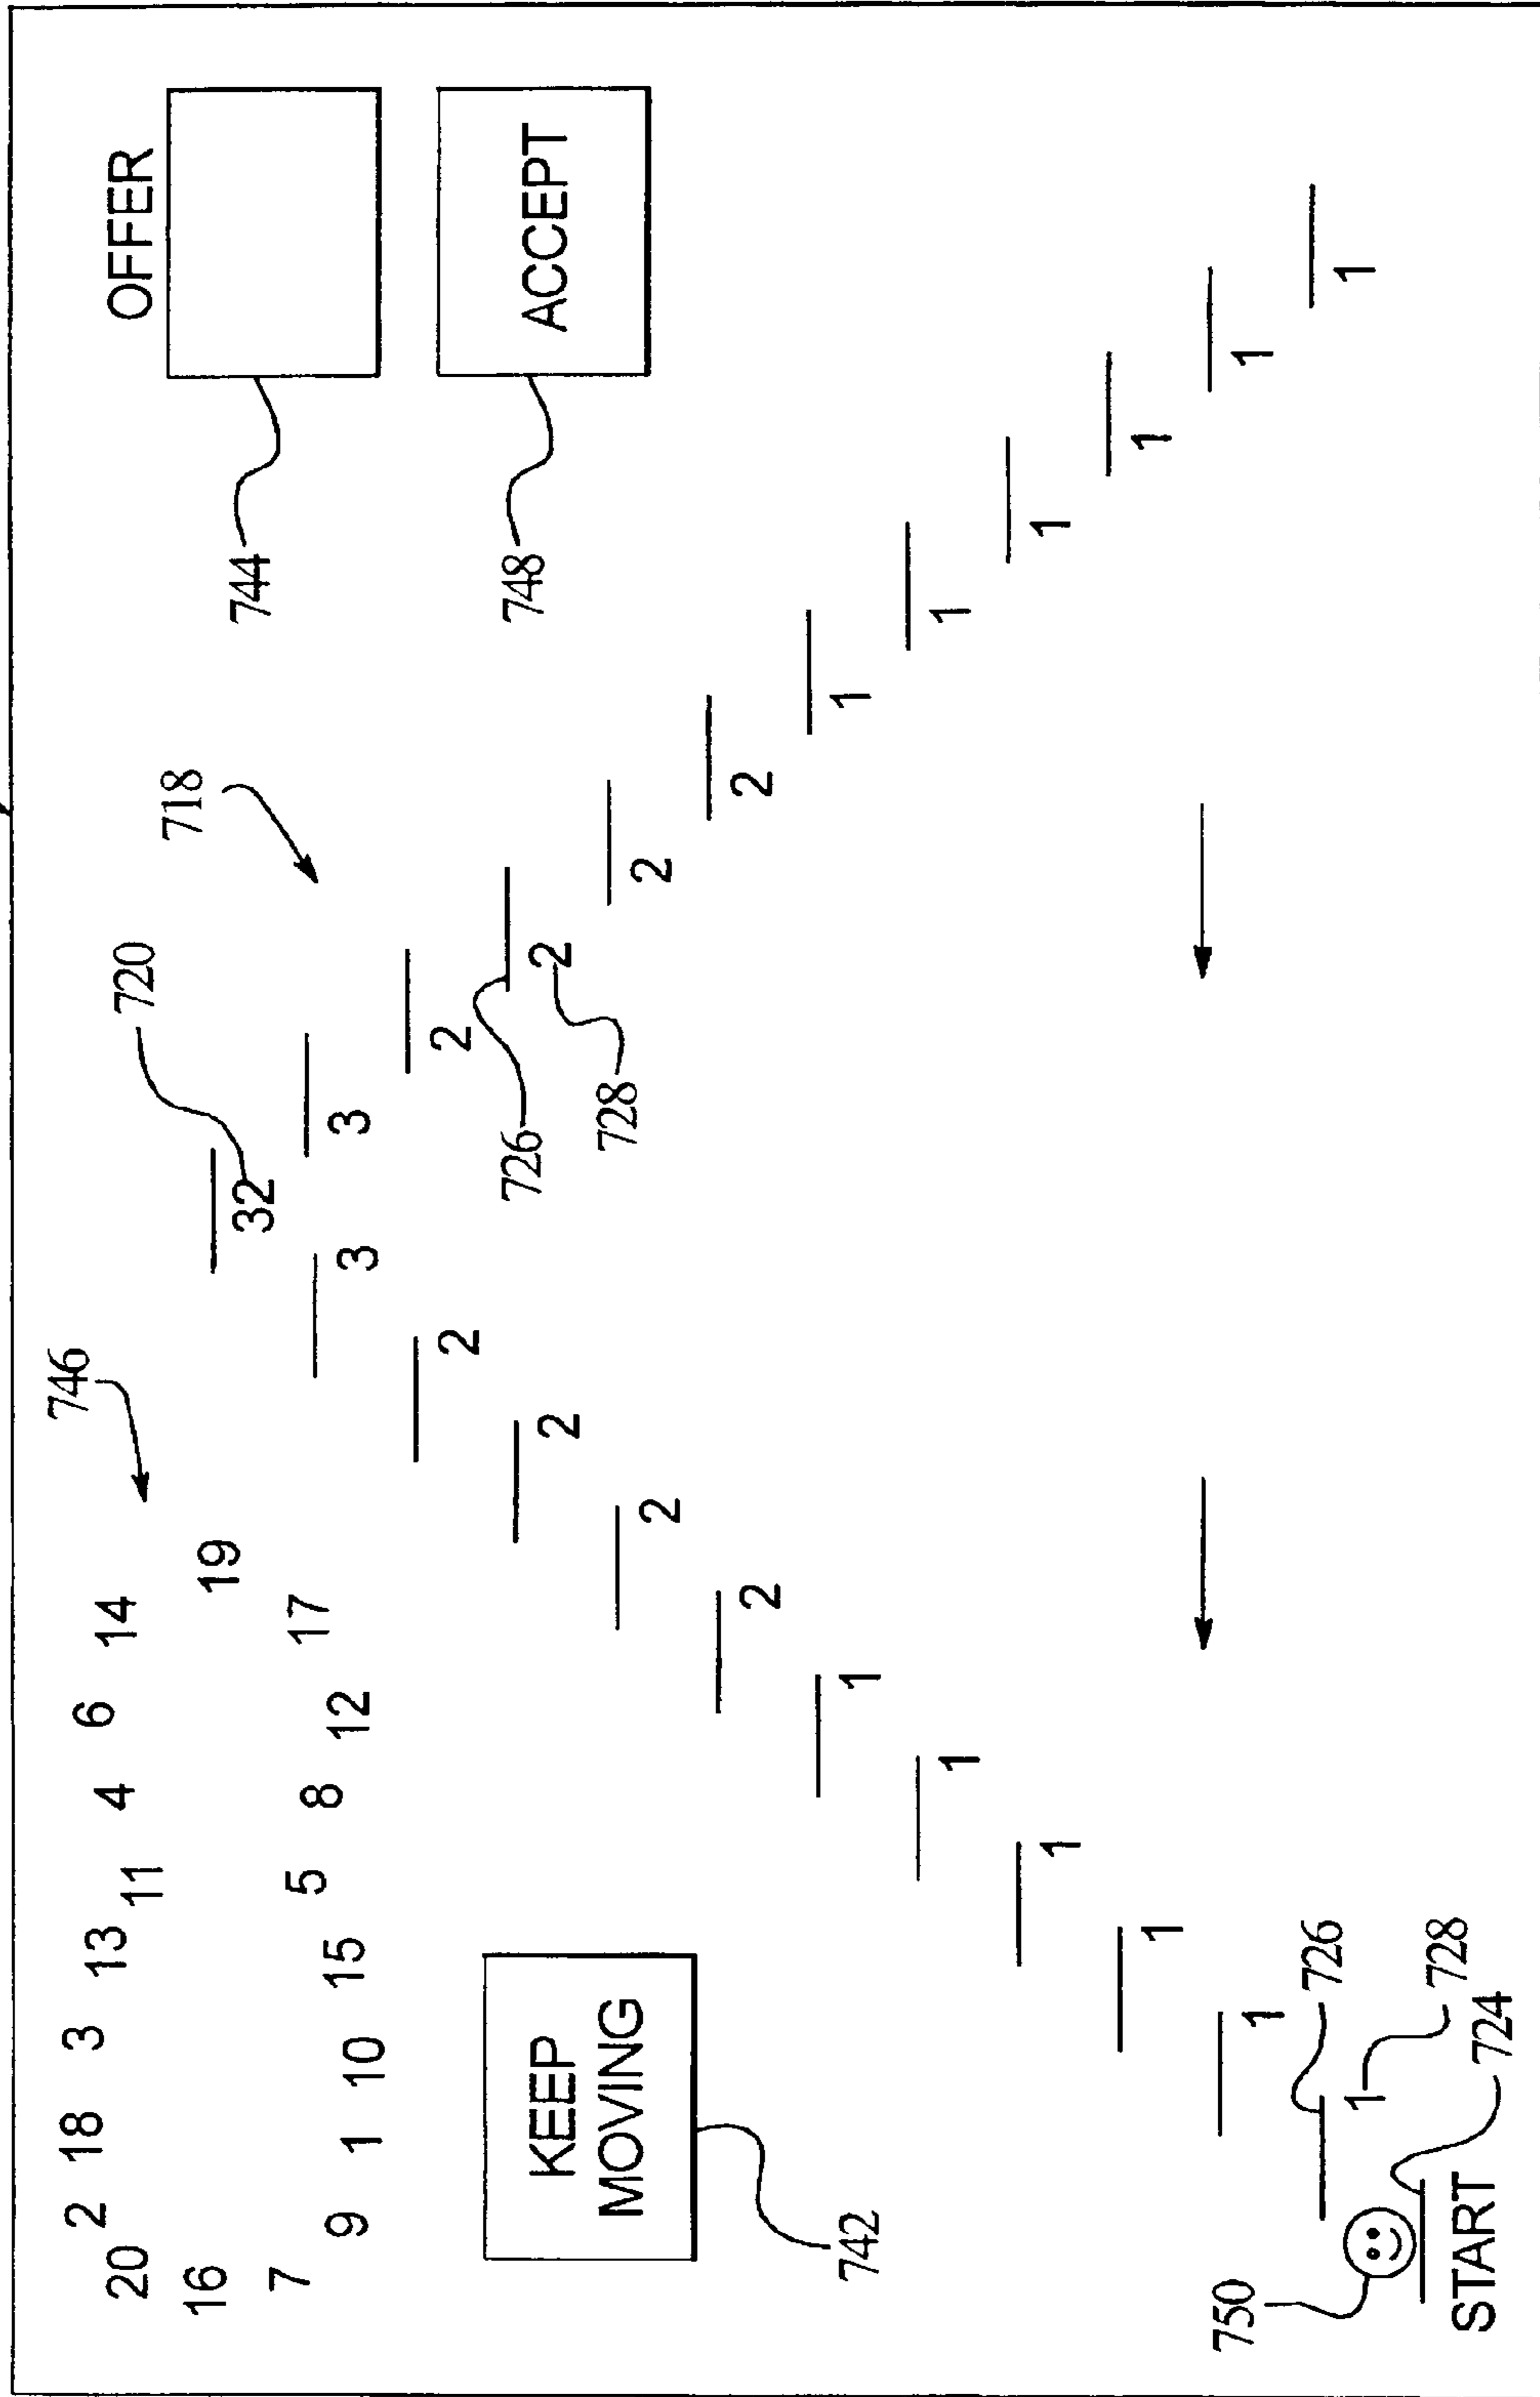 20 2 18 3 13 11 4 6 14 746 720 718 OFFER
16 19 32 744
7 9 1 10 15 5 8 12 17 3 3
2 2
KEEP 2 726 2 748 ACCEPT
MOVING 2 728 2
2 2
742 1 1
1 1
1 1
1 1
750 1 1
726 1
1 728
START 724